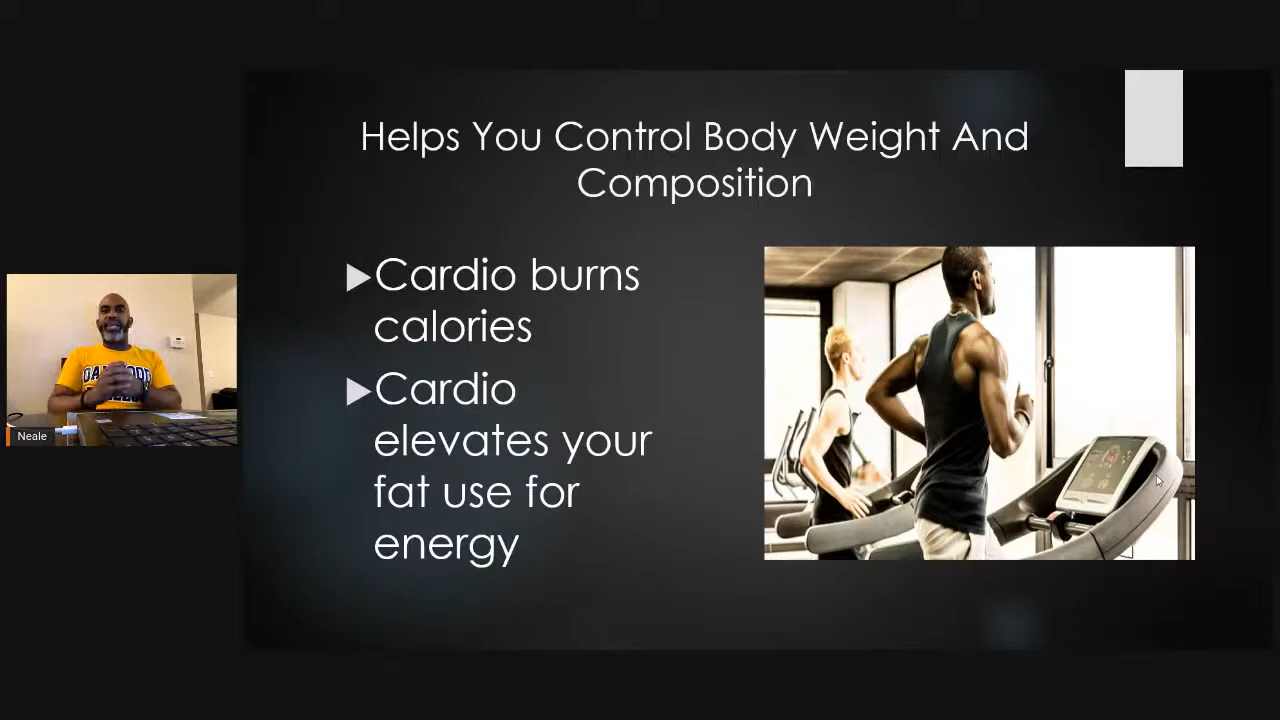 Helps You Control Body Weight And
Composition
Cardio burns
calories
Cardio
elevates your
fat use for
energy
Neale